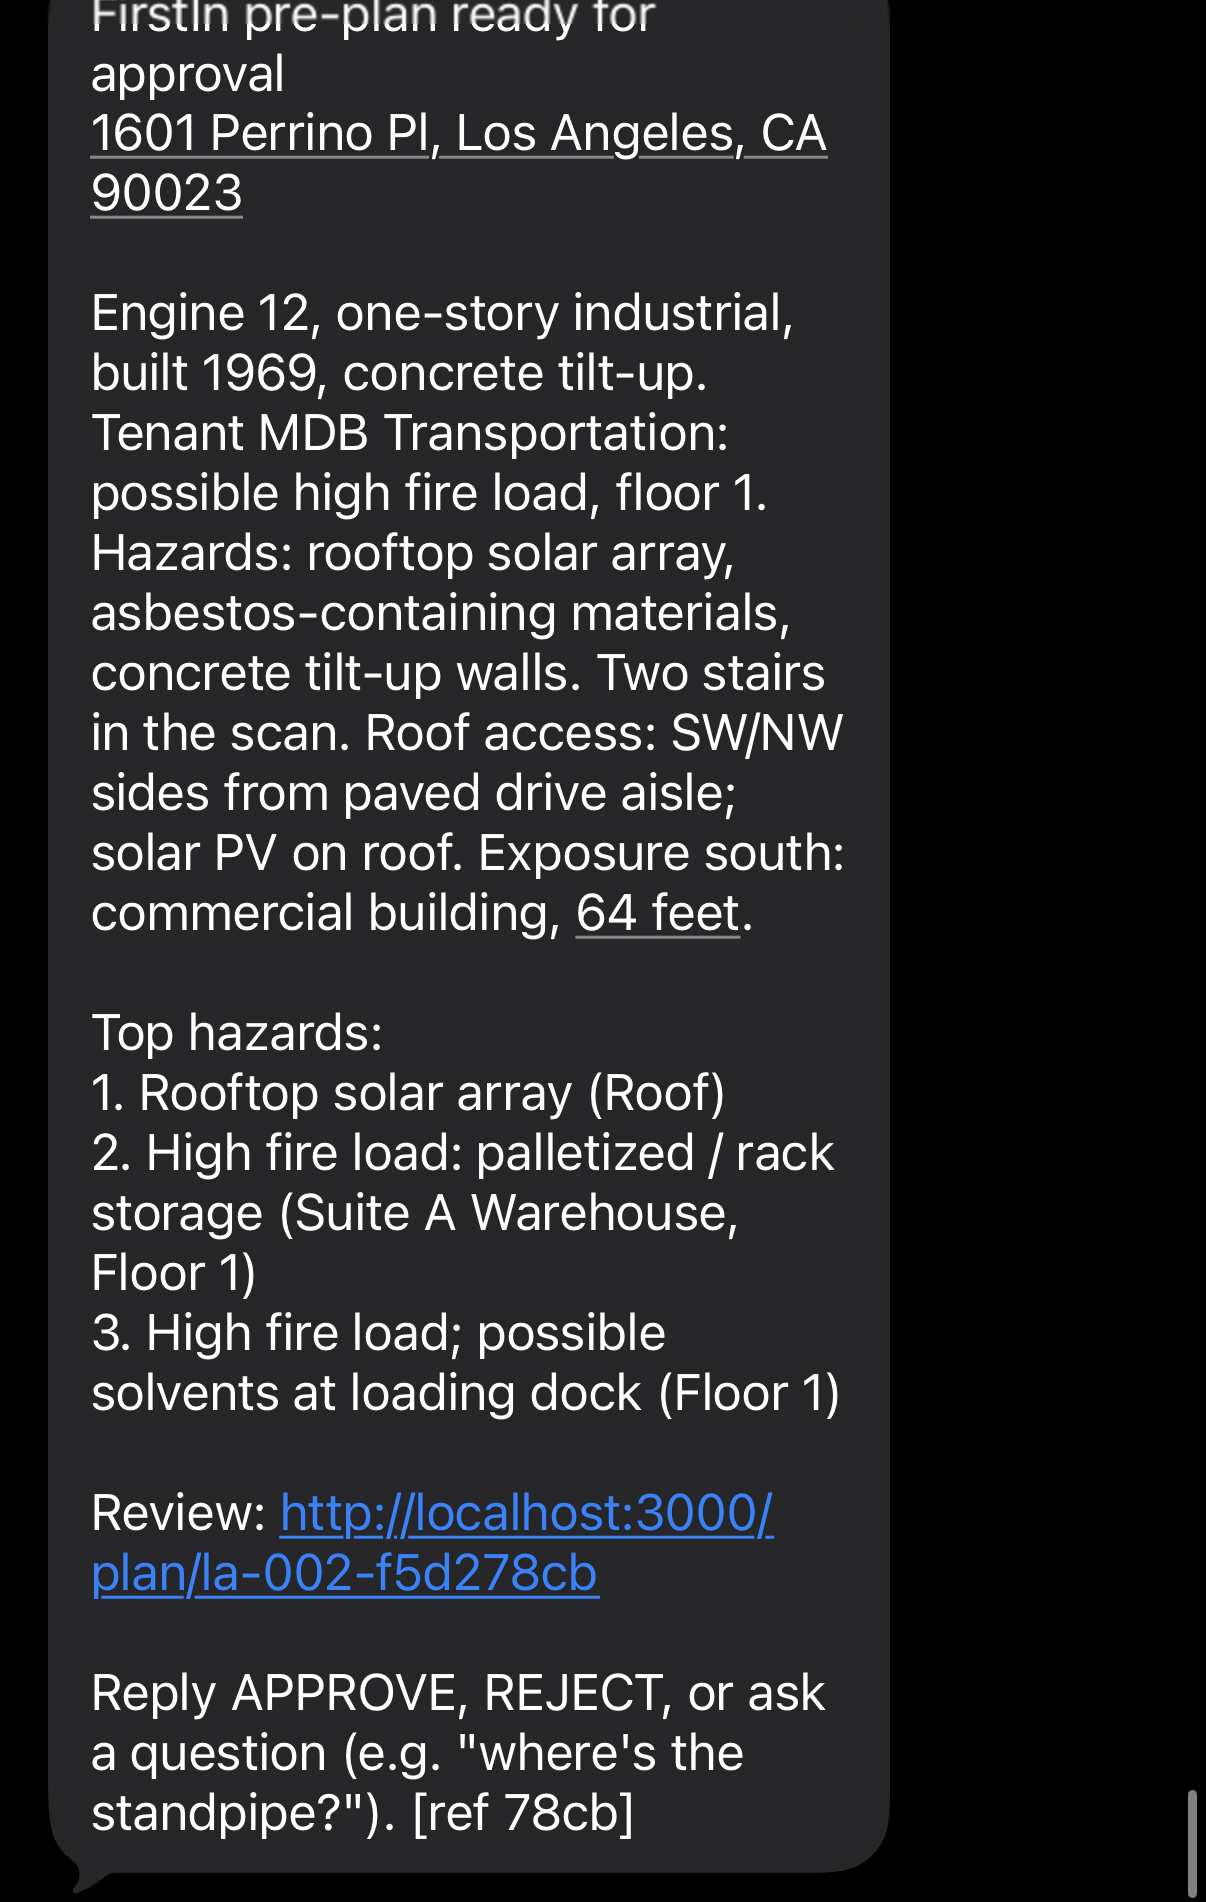 FirstIn pre-plan ready for
approval
1601 Perrino Pl, Los Angeles, CA
90023
Engine 12, one-story industrial,
built 1969, concrete tilt-up.
Tenant MDB Transportation:
possible high fire load, floor 1.
Hazards: rooftop solar array,
asbestos-containing materials,
concrete tilt-up walls. Two stairs
in the scan. Roof access: SW/NW
sides from paved drive aisle;
solar PV on roof. Exposure south:
commercial building, 64 feet.
Top hazards:
1. Rooftop solar array (Roof)
2. High fire load: palletized / rack
storage (Suite A Warehouse,
Floor 1)
3. High fire load; possible
solvents at loading dock (Floor 1)
Review: http://localhost:3000/
plan/la-002-f5d278cb
Reply APPROVE, REJECT, or ask
a question (e.g. "where's the
standpipe?"). [ref 78cb]